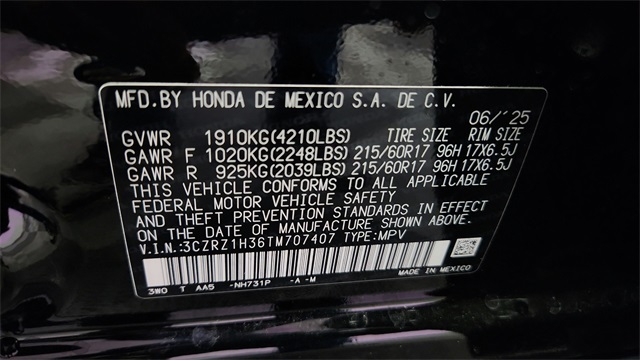 MFD.BY HONDA DE MEXICO S.A. DE C.V.
06/'25
GVWR 1910KG(4210LBS) TIRE SIZE RIM SIZE
GAWR F 1020KG(2248LBS) 215/60R17 96H 17X6.5J
GAWR R 925KG(2039LBS) 215/60R17 96H 17X6.5J
THIS VEHICLE CONFORMS TO ALL APPLICABLE
FEDERAL MOTOR VEHICLE SAFETY
AND THEFT PREVENTION STANDARDS IN EFFECT
ON THE DATE OF MANUFACTURE SHOWN ABOVE.
V.I.N.:3CZRZ1H36TM707407 TYPE:MPV
MADE IN MEXICO
3W0 T AA5 -NH731P -A -M